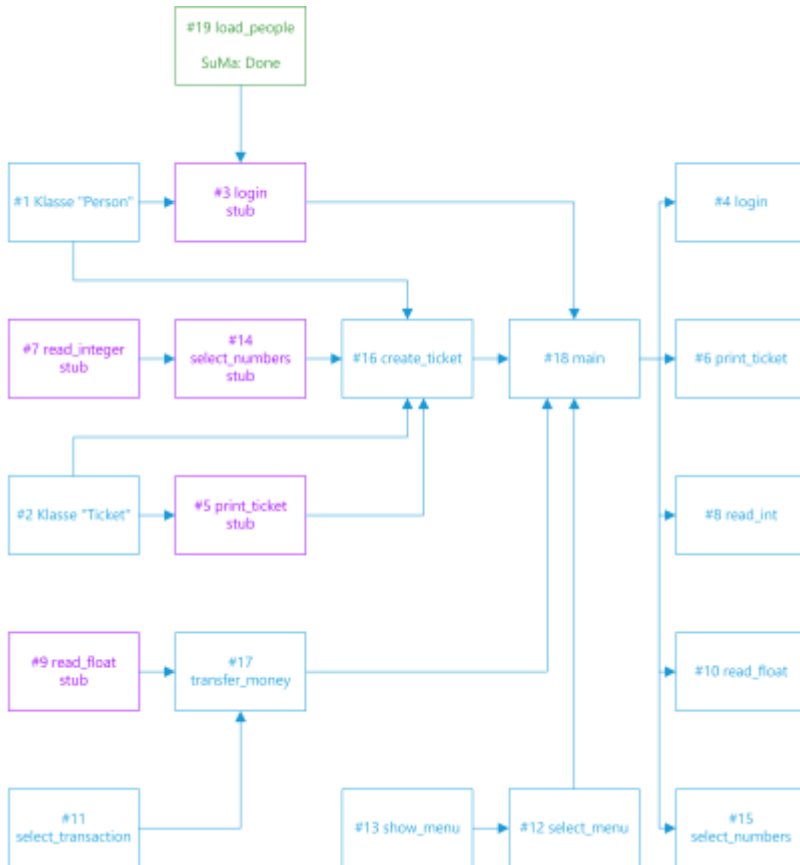 #19 load_people
SuMa: Done
#1 Klasse "Person"
#3 login
stub
#4 login
#7 read_integer
stub
#14
select_numbers
stub
#16 create_ticket
#18 main
#6 print_ticket
#2 Klasse "Ticket"
#5 print_ticket
stub
#8 read_int
#9 read_float
stub
#17
transfer_money
#10 read_float
#11
select_transaction
#13 show_menu
#12 select_menu
#15
select_numbers